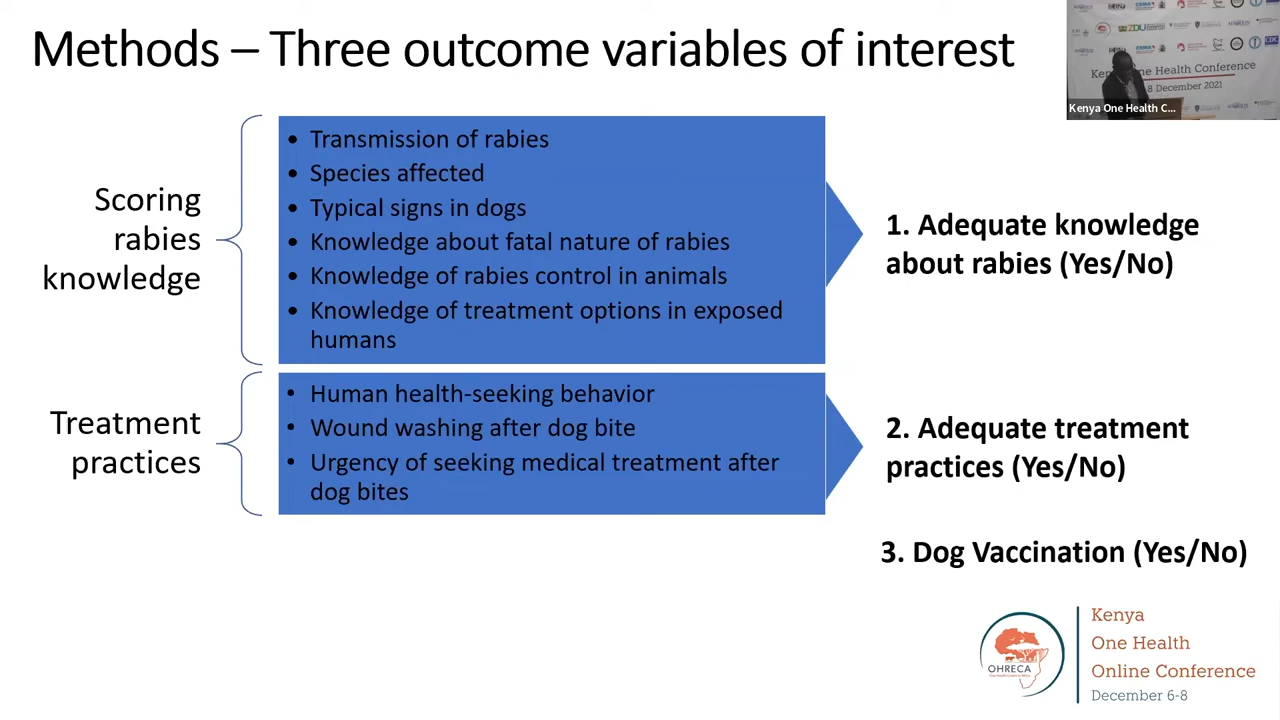 Methods – Three outcome variables of interest
Kenya One Health Conference
8 December 2021
Kenya One Health C...
Scoring
rabies
knowledge
• Transmission of rabies
• Species affected
• Typical signs in dogs
• Knowledge about fatal nature of rabies
• Knowledge of rabies control in animals
• Knowledge of treatment options in exposed
humans
1. Adequate knowledge
about rabies (Yes/No)
Treatment
practices
• Human health-seeking behavior
• Wound washing after dog bite
• Urgency of seeking medical treatment after
dog bites
2. Adequate treatment
practices (Yes/No)
3. Dog Vaccination (Yes/No)
OHRECA
Kenya
One Health
Online Conference
December 6-8